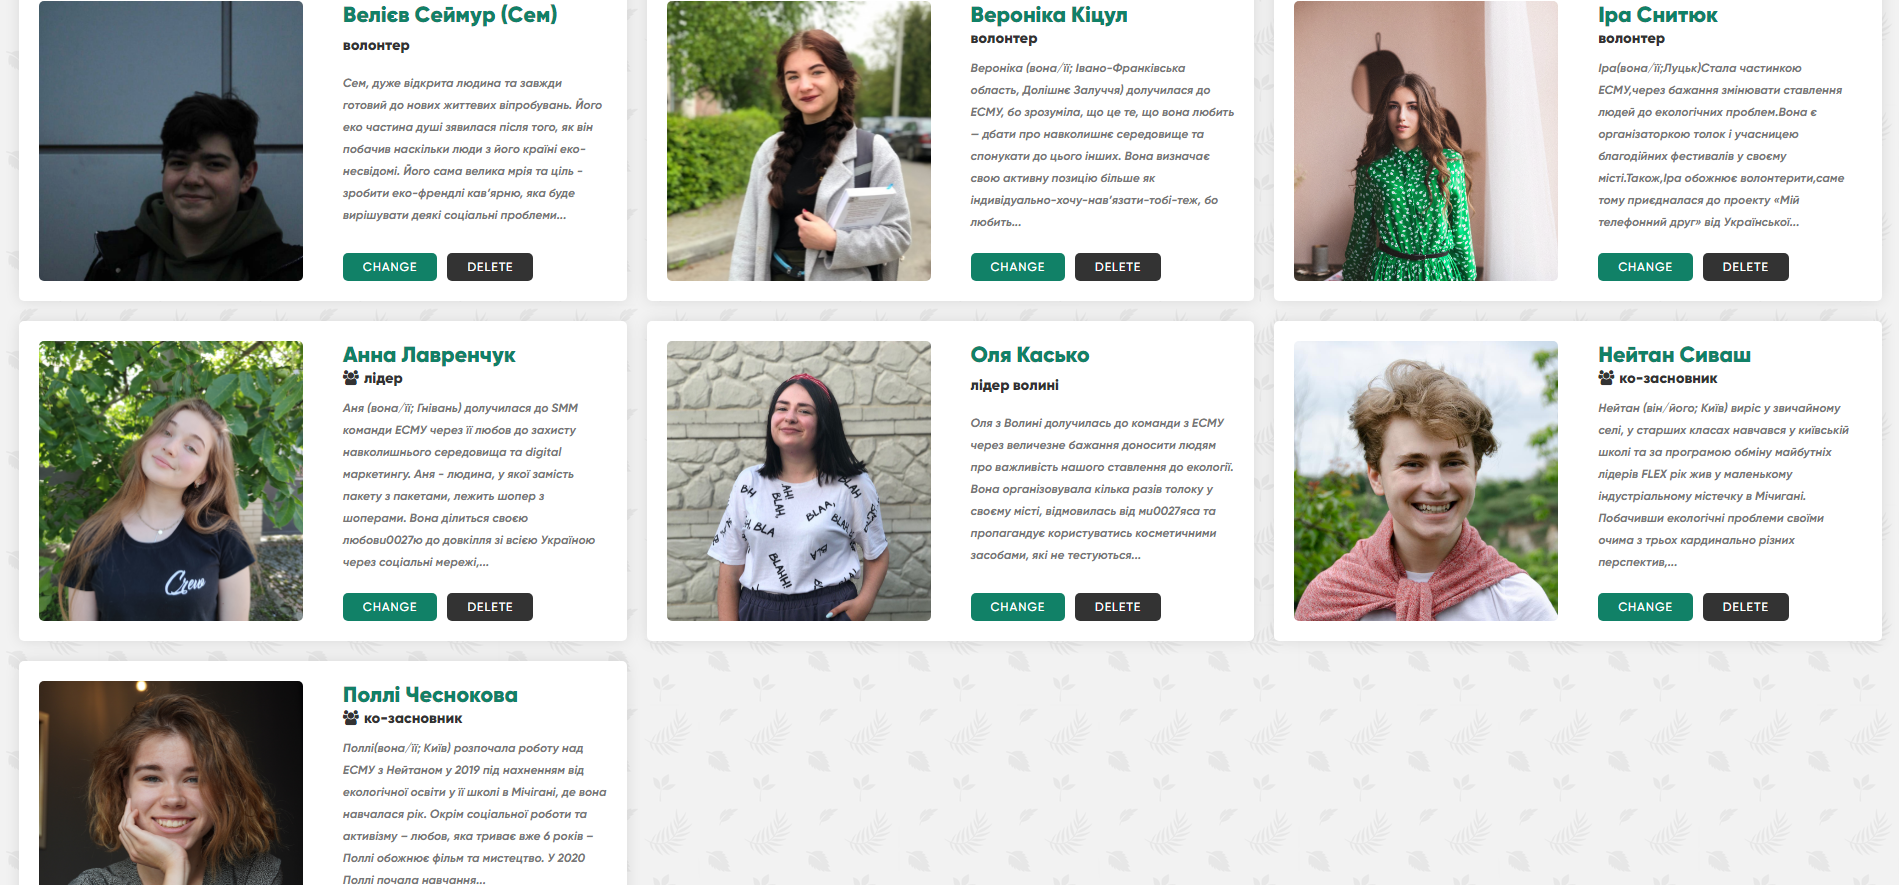 Велієв Сеймур (Сем)
волонтер
Сем, дуже відкрита людина та завжди
готовий до нових життєвих віпробувань. Його
еко частина душі зявилася після того, як він
побачив наскільки люди з його країні еко-
несвідомі. Його сама велика мрія та ціль -
зробити еко-френдлі кав’ярню, яка буде
вирішувати деякі соціальні проблеми...
CHANGE DELETE
Вероніка Кіцул
волонтер
Вероніка (вона/її; Івано-Франківська
область, Долішнє Залуччя) долучилася до
ЕСМУ, бо зрозуміла, що це те, що вона любить
– дбати про навколишнє середовище та
спонукати до цього інших. Вона визначає
свою активну позицію більше як
індивідуально-хочу-нав’язати-тобі-теж, бо
любить...
CHANGE DELETE
Іра Снитюк
волонтер
Іра(вона/її;Луцьк)Стала частинкою
ЕСМУ,через бажання змінювати ставлення
людей до екологічних проблем.Вона є
організаторкою толок і учасницею
благодійних фестивалів у своєму
місті.Також,Іра обожнює волонтерити,саме
тому приєдналася до проекту «Мій
телефонний друг» від Української...
CHANGE DELETE
Анна Лавренчук
лідер
Аня (вона/її; Гнівань) долучилася до SMM
команди ЕСМУ через її любов до захисту
навколишнього середовища та digital
маркетингу. Аня - людина, у якої замість
пакету з пакетами, лежить шопер з
шоперами. Вона ділиться своєю
любовu0027ю до довкілля зі всією Україною
через соціальні мережі,...
Crew
CHANGE DELETE
Оля Касько
лідер волині
Оля з Волині долучилась до команди з ЕСМУ
через величезне бажання доносити людям
про важливість нашого ставлення до екології.
Вона організовувала кілька разів толоку у
своєму місті, відмовилась від мu0027яса та
пропагандує користуватись косметичними
засобами, які не тестуються...
BH
AH!
BLAH,
BLAH
BLA
BLAA,
BLAH
BLA
BLAHH!
CHANGE DELETE
Нейтан Сиваш
ко-засновник
Нейтан (він/його; Київ) виріс у звичайному
селі, у старших класах навчався у київській
школі та за програмою обміну майбутніх
лідерів FLEX рік жив у маленькому
індустріальному містечку в Мічигані.
Побачивши екологічні проблеми своїми
очима з трьох кардинально різних
перспектив,...
CHANGE DELETE
Поллі Чеснокова
ко-засновник
Поллі(вона/її; Київ) розпочала роботу над
ЕСМУ з Нейтаном у 2019 під нахненням від
екологічної освіти у її школі в Мічігані, де вона
навчалася рік. Окрім соціальної роботи та
активізму – любов, яка триває вже 6 років –
Поллі обожнює фільм та мистецтво. У 2020
Поллі почала навчання...